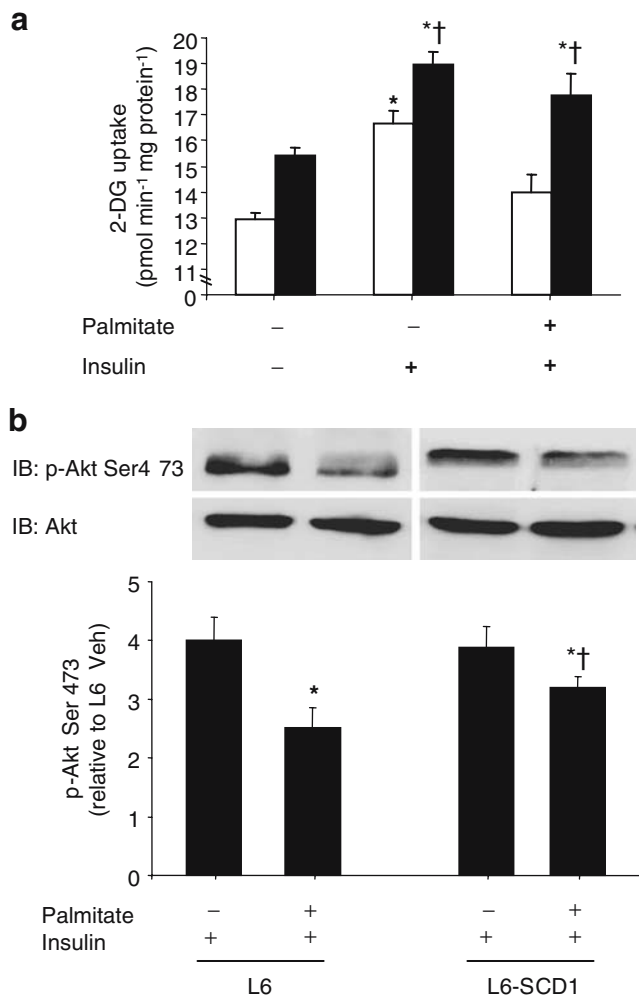 a
2-DG uptake
(pmol min⁻¹ mg protein⁻¹)
20
19
18
17
16
15
14
13
11
0
*
*†
*†
Palmitate – – +
Insulin – + +
b
IB: p-Akt Ser4 73
IB: Akt
p-Akt Ser 473
(relative to L6 Veh)
5
4
3
2
1
0
*
*†
Palmitate – + – +
Insulin + + + +
L6 L6-SCD1